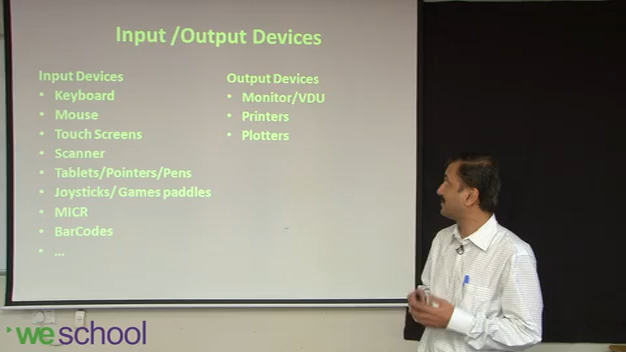 Input /Output Devices
Input Devices
• Keyboard
• Mouse
• Touch Screens
• Scanner
• Tablets/Pointers/Pens
• Joysticks/ Games paddles
• MICR
• BarCodes
• ...
Output Devices
• Monitor/VDU
• Printers
• Plotters
weschool